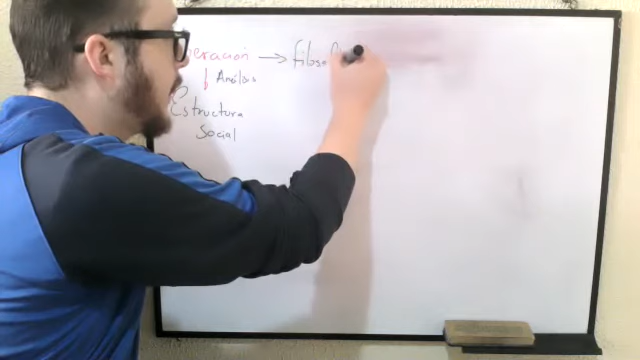 eración → filoso
Análisis
Estructura
Social